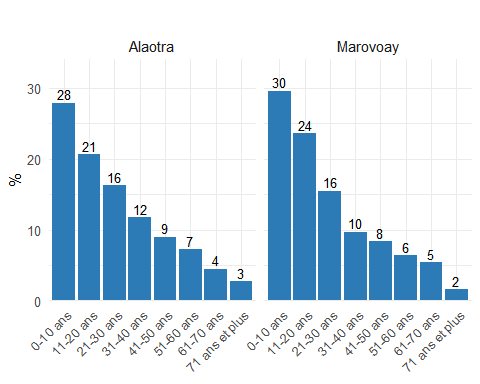 Alaotra
Marovoay
%
30
20
10
0
28
21
16
12
9
7
4
3
30
24
16
10
8
6
5
2
0-10 ans
11-20 ans
21-30 ans
31-40 ans
41-50 ans
51-60 ans
61-70 ans
71 ans et plus
0-10 ans
11-20 ans
21-30 ans
31-40 ans
41-50 ans
51-60 ans
61-70 ans
71 ans et plus